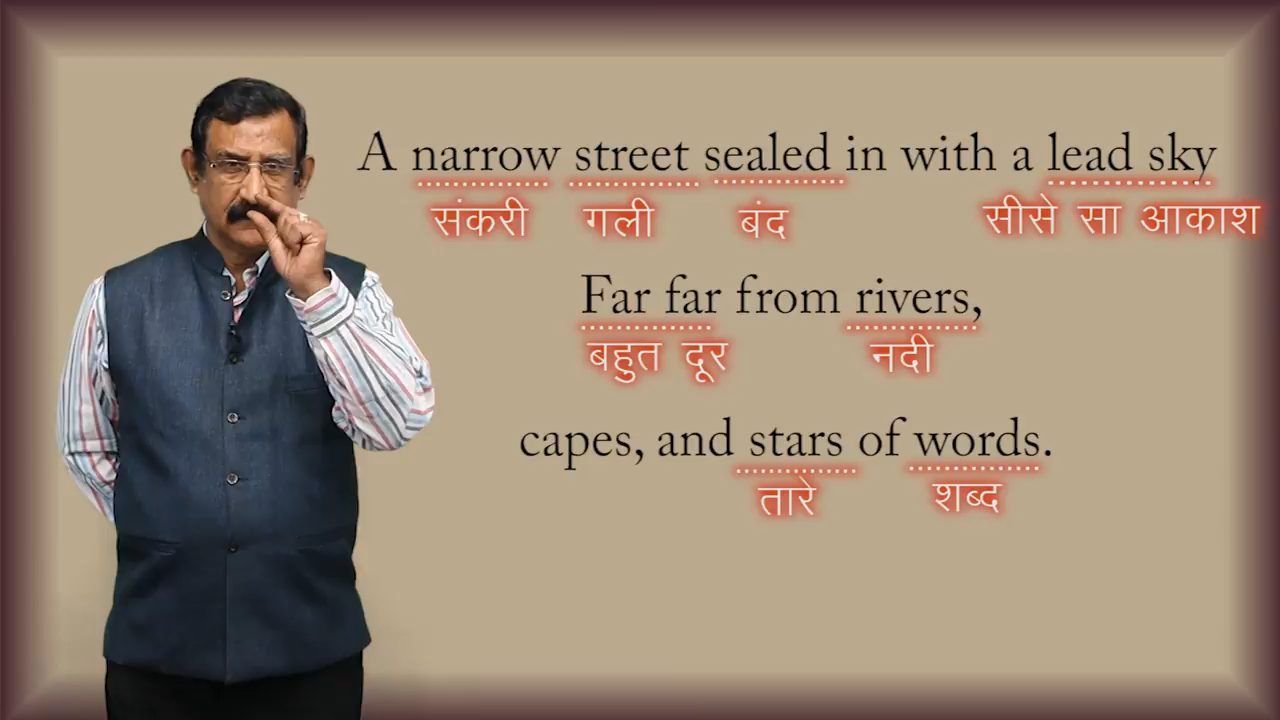 A narrow street sealed in with a lead sky
संकरी गली बंद सीसे सा आकाश
Far far from rivers,
बहुत दूर नदी
capes, and stars of words.
तारे शब्द